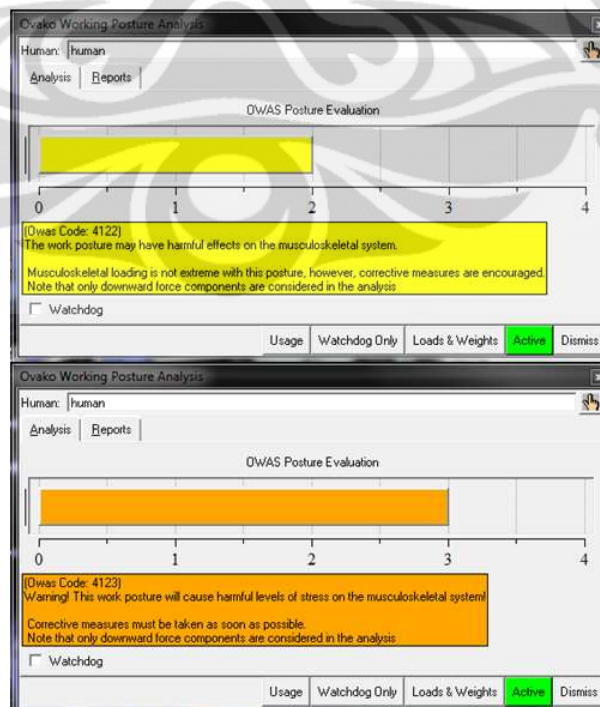 Ovako Working Posture Analysis
Human: human
Analysis Reports
OWAS Posture Evaluation
0 1 2 3 4
(Owas Code: 4122)
The work posture may have harmful effects on the musculoskeletal system.
Musculoskeletal loading is not extreme with this posture, however, corrective measures are encouraged.
Note that only downward force components are considered in the analysis
Watchdog
Usage Watchdog Only Loads & Weights Active Dismiss
Ovako Working Posture Analysis
Human: human
Analysis Reports
OWAS Posture Evaluation
0 1 2 3 4
(Owas Code: 4123)
Warning! This work posture will cause harmful levels of stress on the musculoskeletal system!
Corrective measures must be taken as soon as possible.
Note that only downward force components are considered in the analysis
Watchdog
Usage Watchdog Only Loads & Weights Active Dismiss